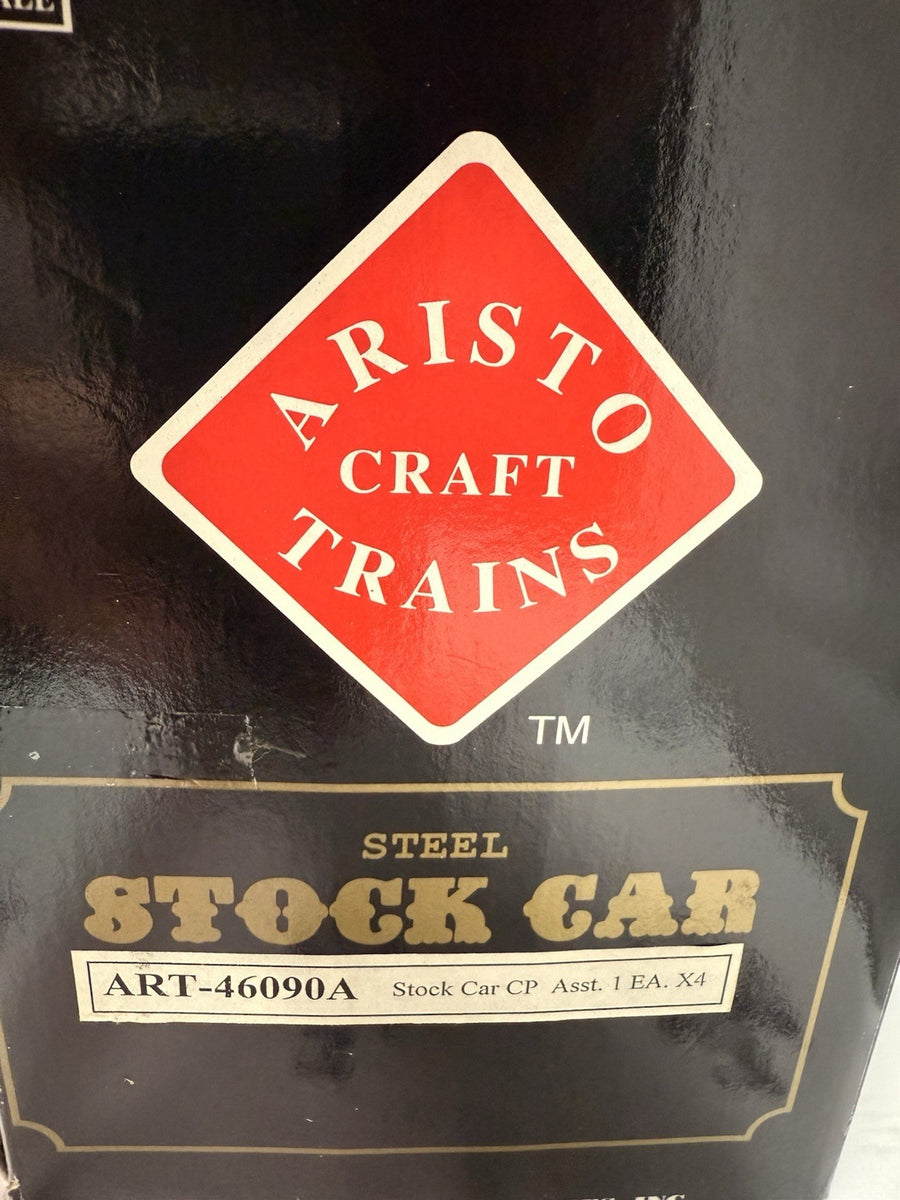 ARISTO
CRAFT
TRAINS
TM
STEEL
STOCK CAR
ART-46090A Stock Car CP Asst. 1 EA. X4